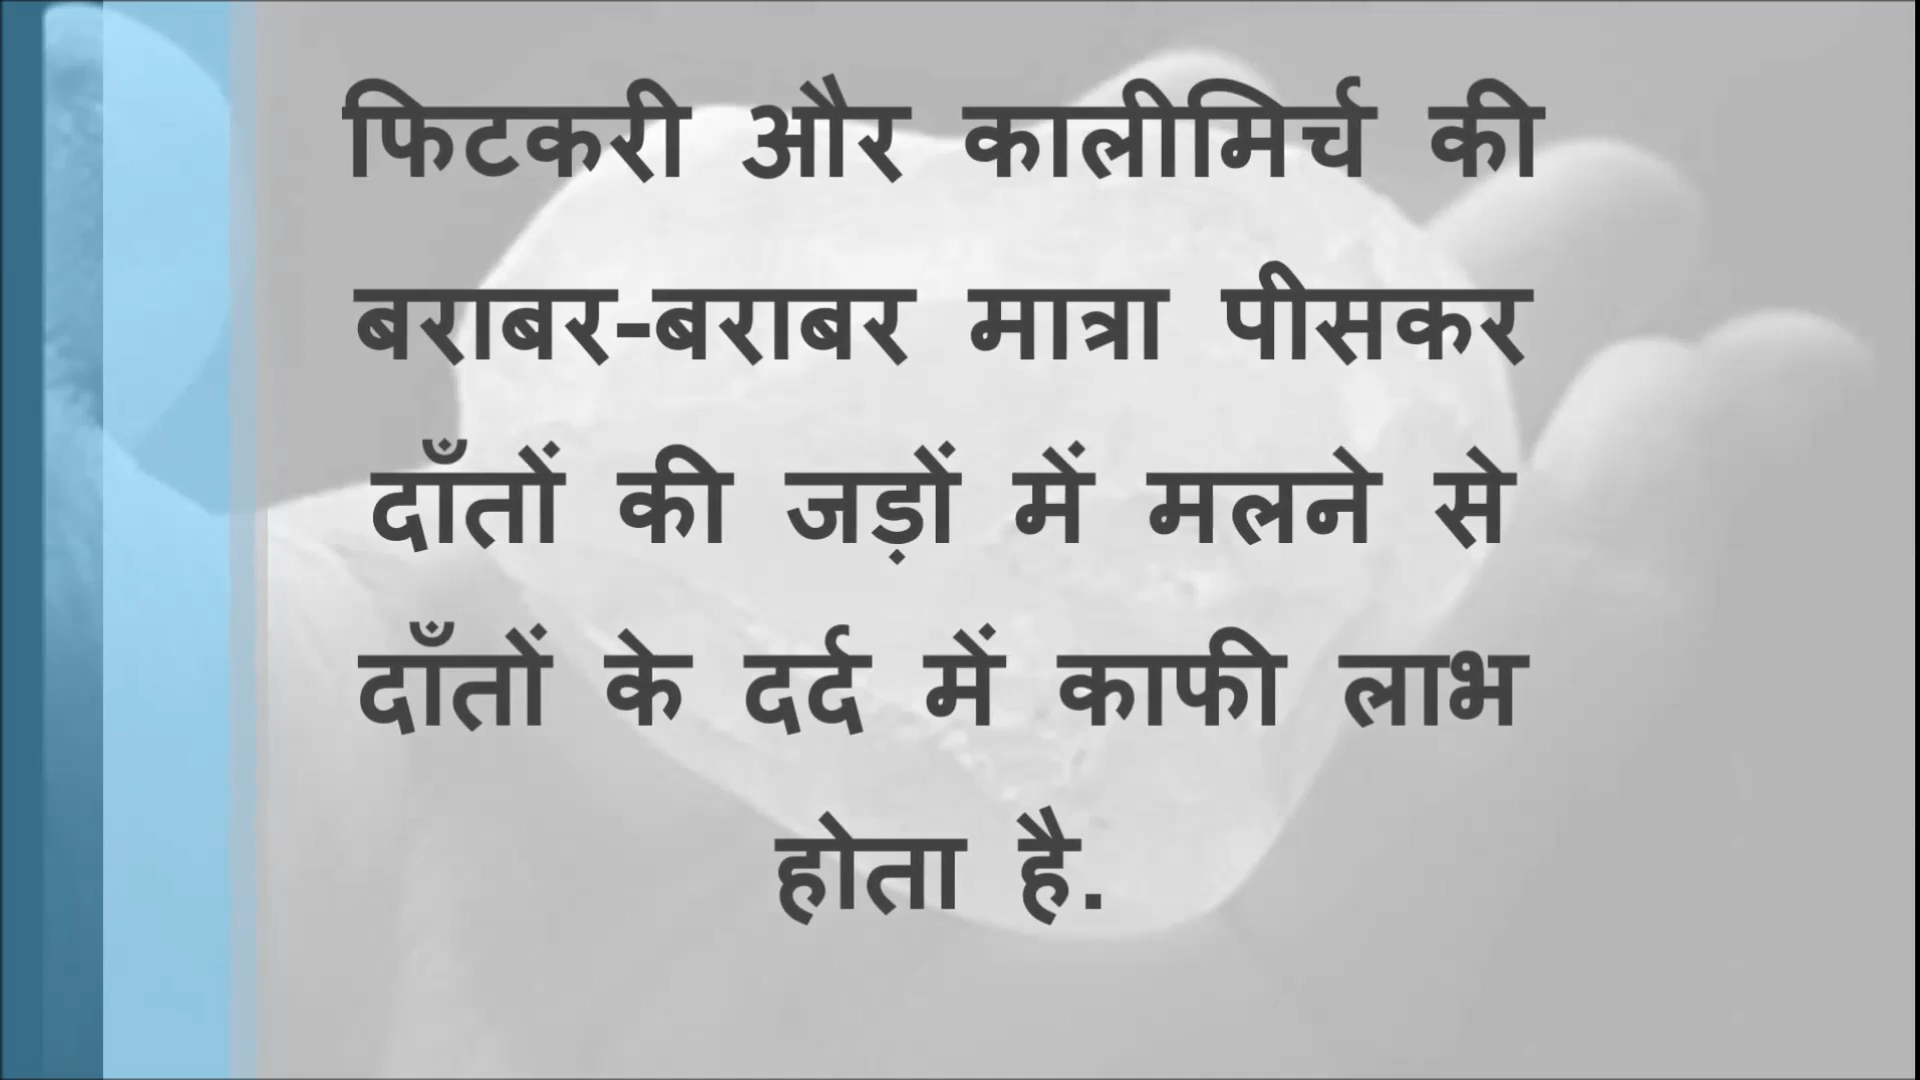 फिटकरी और कालीमिर्च की
बराबर-बराबर मात्रा पीसकर
दाँतों की जड़ों में मलने से
दाँतों के दर्द में काफी लाभ
होता है.